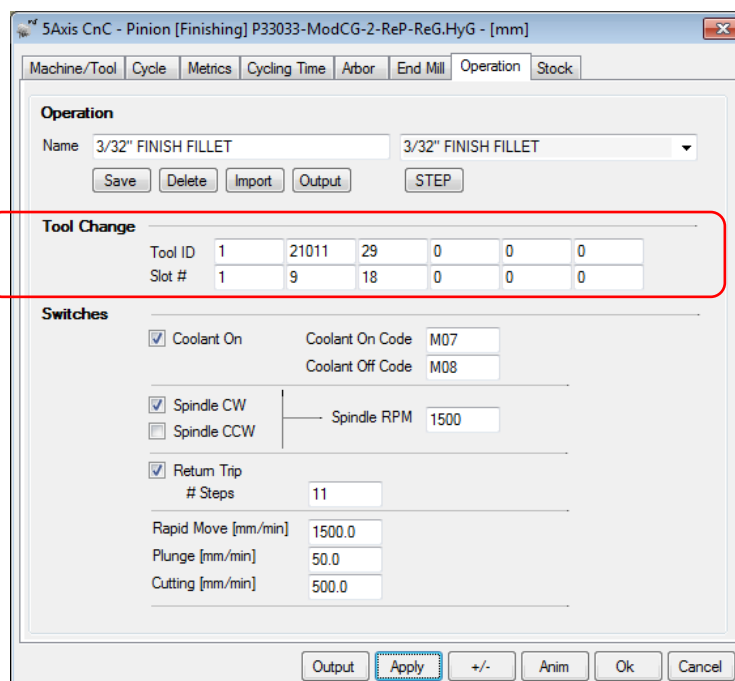 5Axis CnC - Pinion [Finishing] P33033-ModCG-2-ReP-ReG.HyG - [mm]
Machine/Tool Cycle Metrics Cycling Time Arbor End Mill Operation Stock
Operation
Name 3/32" FINISH FILLET 3/32" FINISH FILLET
Save Delete Import Output STEP
Tool Change
Tool ID 1 21011 29 0 0 0
Slot # 1 9 18 0 0 0
Switches
Coolant On Coolant On Code M07
Coolant Off Code M08
Spindle CW
Spindle RPM 1500
Spindle CCW
Return Trip
# Steps 11
Rapid Move [mm/min] 1500.0
Plunge [mm/min] 50.0
Cutting [mm/min] 500.0
Output Apply +/- Anim Ok Cancel